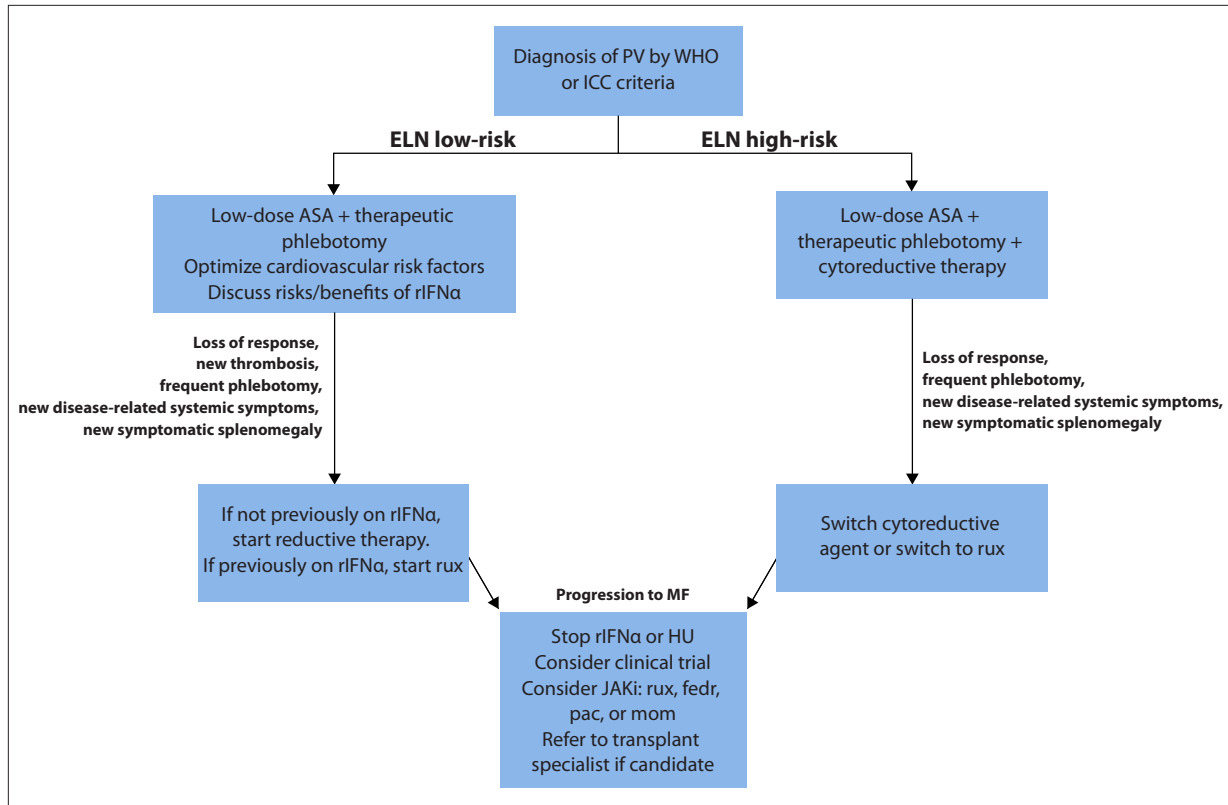 Diagnosis of PV by WHO
or ICC criteria
ELN low-risk
ELN high-risk
Low-dose ASA + therapeutic
phlebotomy
Optimize cardiovascular risk factors
Discuss risks/benefits of rIFNα
Low-dose ASA +
therapeutic phlebotomy +
cytoreductive therapy
Loss of response,
new thrombosis,
frequent phlebotomy,
new disease-related systemic symptoms,
new symptomatic splenomegaly
Loss of response,
frequent phlebotomy,
new disease-related systemic symptoms,
new symptomatic splenomegaly
If not previously on rIFNα,
start reductive therapy.
If previously on rIFNα, start rux
Switch cytoreductive
agent or switch to rux
Progression to MF
Stop rIFNα or HU
Consider clinical trial
Consider JAKi: rux, fedr,
pac, or mom
Refer to transplant
specialist if candidate